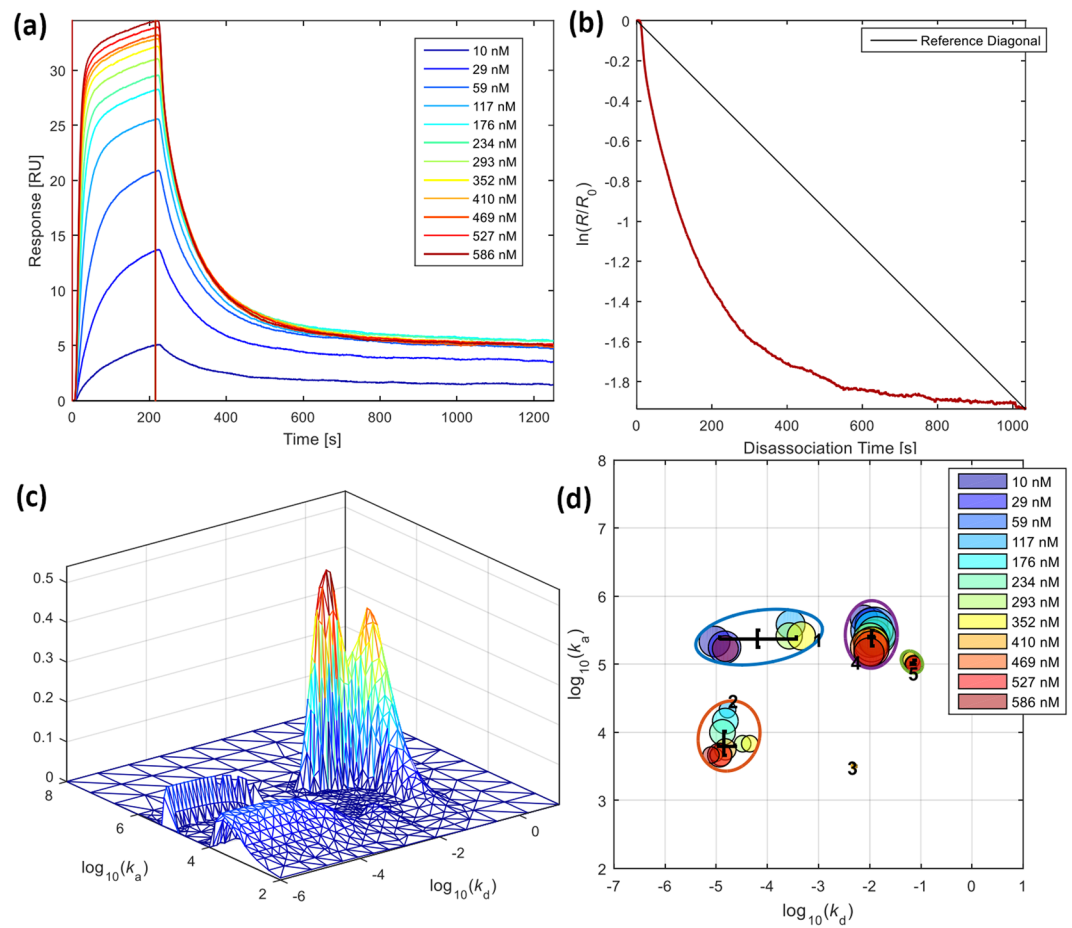 (a)
Response [RU]
30
25
20
15
10
5
0
0
200
400
600
800
1000
1200
Time [s]
10 nM
29 nM
59 nM
117 nM
176 nM
234 nM
293 nM
352 nM
410 nM
469 nM
527 nM
586 nM
(b)
ln(R/R0)
0
-0.2
-0.4
-0.6
-0.8
-1
-1.2
-1.4
-1.6
-1.8
0
200
400
600
800
1000
Disassociation Time [s]
Reference Diagonal
(c)
0.5
0.4
0.3
0.2
0.1
0
8
6
4
2
log10(ka)
-6
-4
-2
0
log10(kd)
(d)
log10(ka)
8
7
6
5
4
3
2
-7
-6
-5
-4
-3
-2
-1
0
1
log10(kd)
1
2
3
4
5
10 nM
29 nM
59 nM
117 nM
176 nM
234 nM
293 nM
352 nM
410 nM
469 nM
527 nM
586 nM